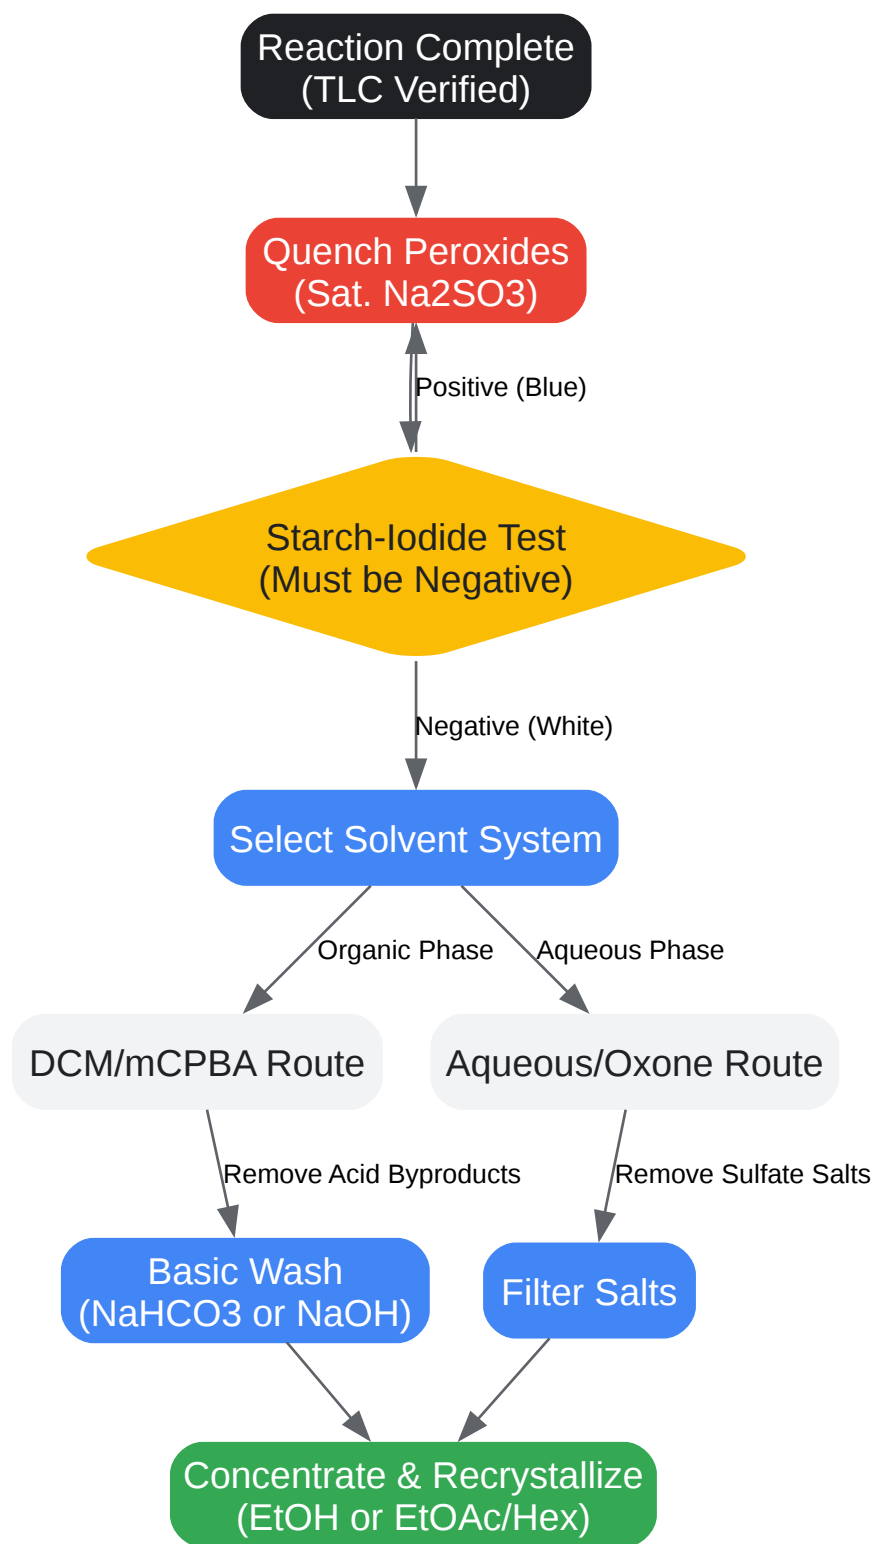 Reaction Complete
(TLC Verified)
Quench Peroxides
(Sat. Na2SO3)
Positive (Blue)
Starch-Iodide Test
(Must be Negative)
Negative (White)
Select Solvent System
Organic Phase
Aqueous Phase
DCM/mCPBA Route
Aqueous/Oxone Route
Remove Acid Byproducts
Remove Sulfate Salts
Basic Wash
(NaHCO3 or NaOH)
Filter Salts
Concentrate & Recrystallize
(EtOH or EtOAc/Hex)